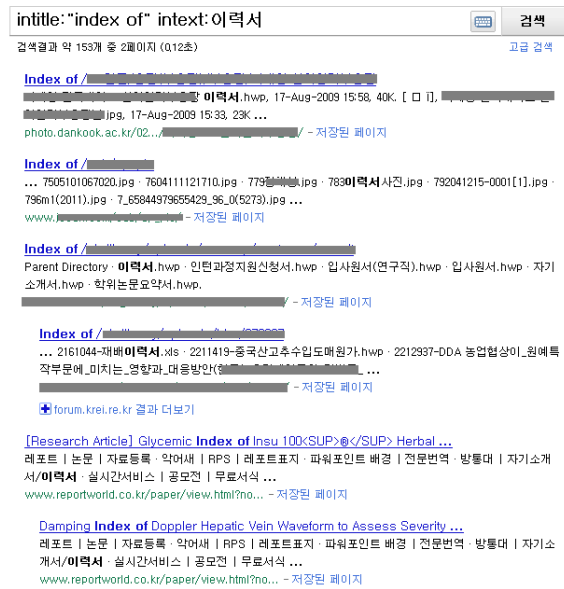 intitle:"index of" intext:이력서
검색
검색결과 약 153개 중 2페이지 (0.12초)
고급 검색
Index of /
이력서.hwp, 17-Aug-2009 15:58, 40K, [ ㅁ i],
jpg, 17-Aug-2009 15:33, 23K ...
photo.dankook.ac.kr/02.../ / - 저장된 페이지
Index of /
... 7505101067020.jpg · 7604111121710.jpg · 779 .jpg · 783이력서사진.jpg · 792041215-0001[1].jpg ·
796m1(2011).jpg · 7_65844979655429_96_0(5273).jpg ...
www. - 저장된 페이지
Index of /
Parent Directory · 이력서.hwp · 인턴과정지원신청서.hwp · 입사원서(연구직).hwp · 입사원서.hwp · 자기
소개서.hwp · 학위논문요약서.hwp.
/ - 저장된 페이지
Index of /
... 2161044-재배이력서.xls · 2211419-중국산고추수입도매원가.hwp · 2212937-DDA 농업협상이_원예특
작부문에_미치는_영향과_대응방안( ...
- 저장된 페이지
forum.krei.re.kr 결과 더보기
[Research Article] Glycemic Index of Insu 100<SUP>®</SUP> Herbal ...
레포트 | 논문 | 자료등록 · 악어새 | RPS | 레포트표지 · 파워포인트 배경 | 전문번역 · 방통대 | 자기소개
서/이력서 · 실시간서비스 | 공모전 | 무료서식 ...
www.reportworld.co.kr/paper/view.html?no... - 저장된 페이지
Damping Index of Doppler Hepatic Vein Waveform to Assess Severity ...
레포트 | 논문 | 자료등록 · 악어새 | RPS | 레포트표지 · 파워포인트 배경 | 전문번역 · 방통대 | 자기소
개서/이력서 · 실시간서비스 | 공모전 | 무료서식 ...
www.reportworld.co.kr/paper/view.html?no... - 저장된 페이지